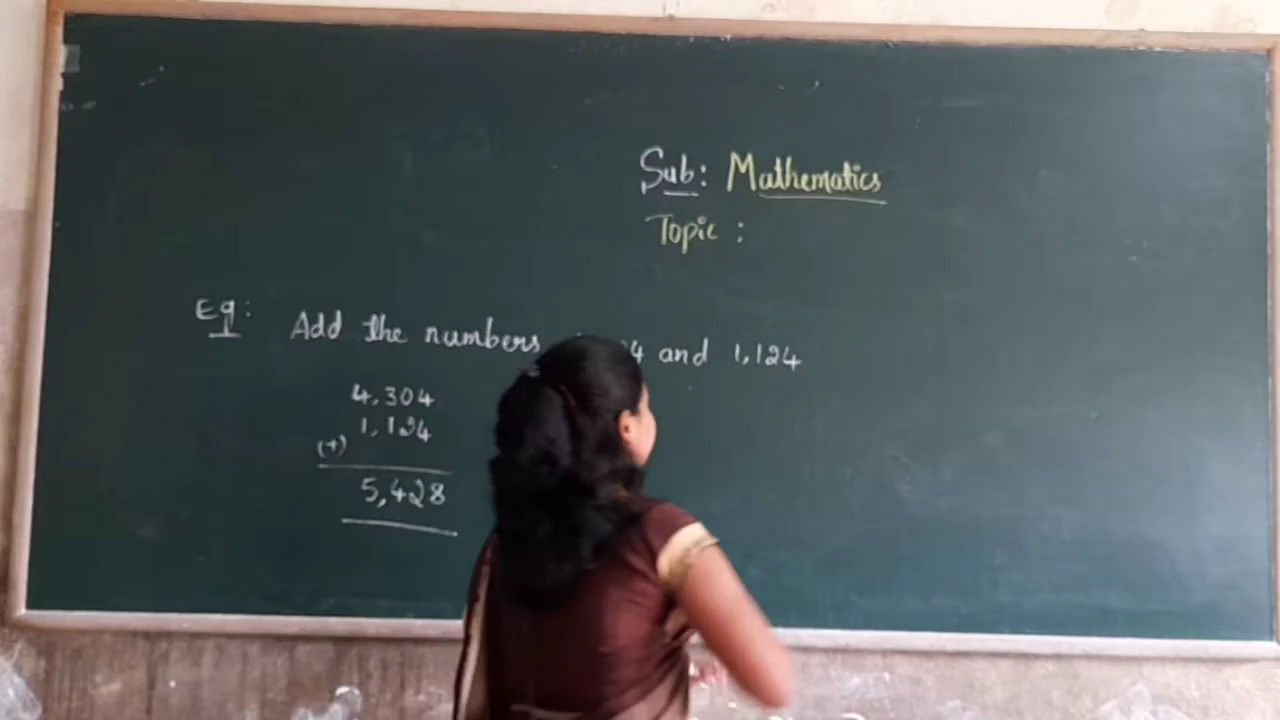 Sub: Mathematics
Topic :
Eg: Add the numbers 4 and 1,124
4,304
1,124
(+)
5,428